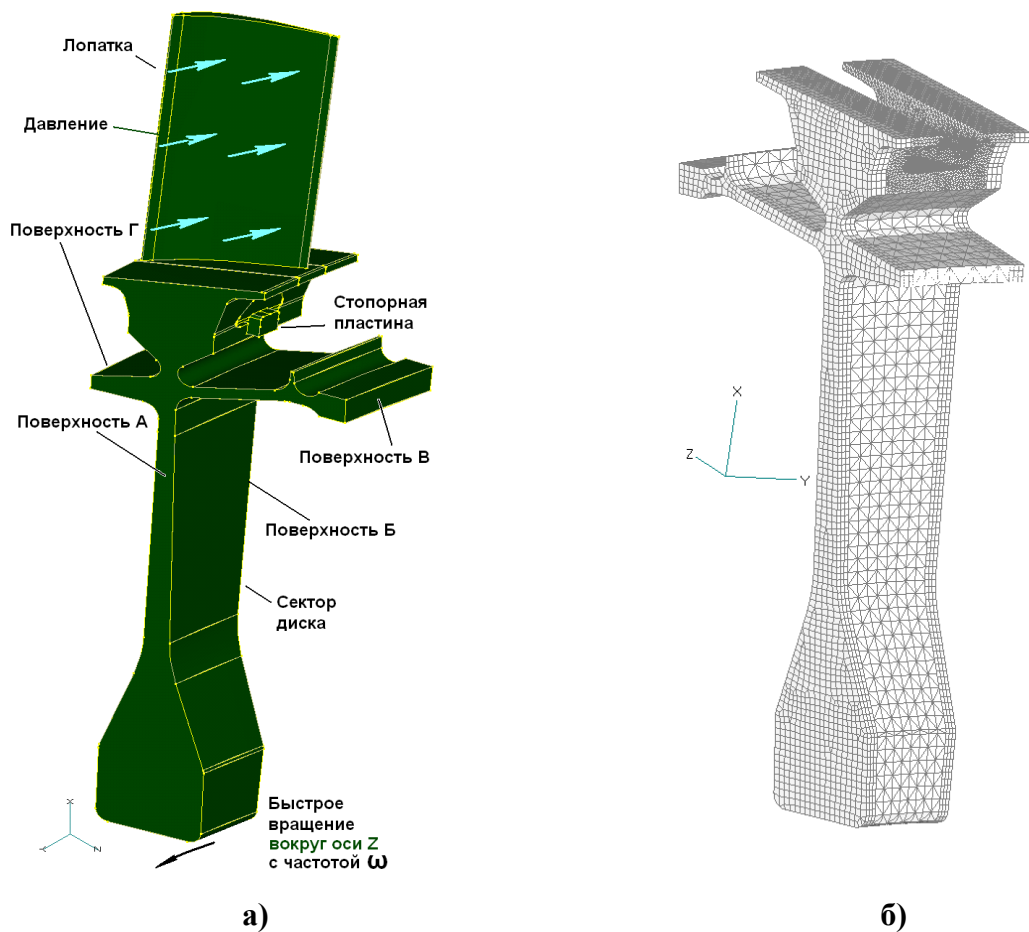 Лопатка
Давление
Поверхность Г
Стопорная
пластина
Поверхность А
Поверхность В
Поверхность Б
Сектор
диска
Быстрое
вращение
вокруг оси Z
с частотой ω
X
Y
Z
X
Z
Y
а)
б)